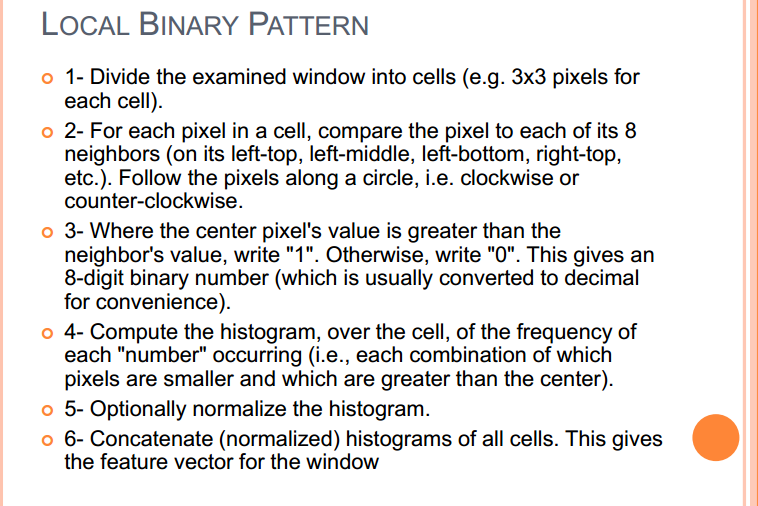 LOCAL BINARY PATTERN
1- Divide the examined window into cells (e.g. 3x3 pixels for
each cell).
2- For each pixel in a cell, compare the pixel to each of its 8
neighbors (on its left-top, left-middle, left-bottom, right-top,
etc.). Follow the pixels along a circle, i.e. clockwise or
counter-clockwise.
3- Where the center pixel's value is greater than the
neighbor's value, write "1". Otherwise, write "0". This gives an
8-digit binary number (which is usually converted to decimal
for convenience).
4- Compute the histogram, over the cell, of the frequency of
each "number" occurring (i.e., each combination of which
pixels are smaller and which are greater than the center).
5- Optionally normalize the histogram.
6- Concatenate (normalized) histograms of all cells. This gives
the feature vector for the window